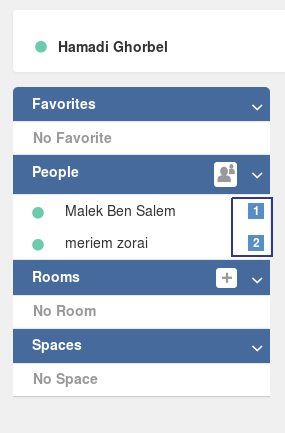 Hamadi Ghorbel
Favorites
No Favorite
People
Malek Ben Salem 1
meriem zorai 2
Rooms
No Room
Spaces
No Space